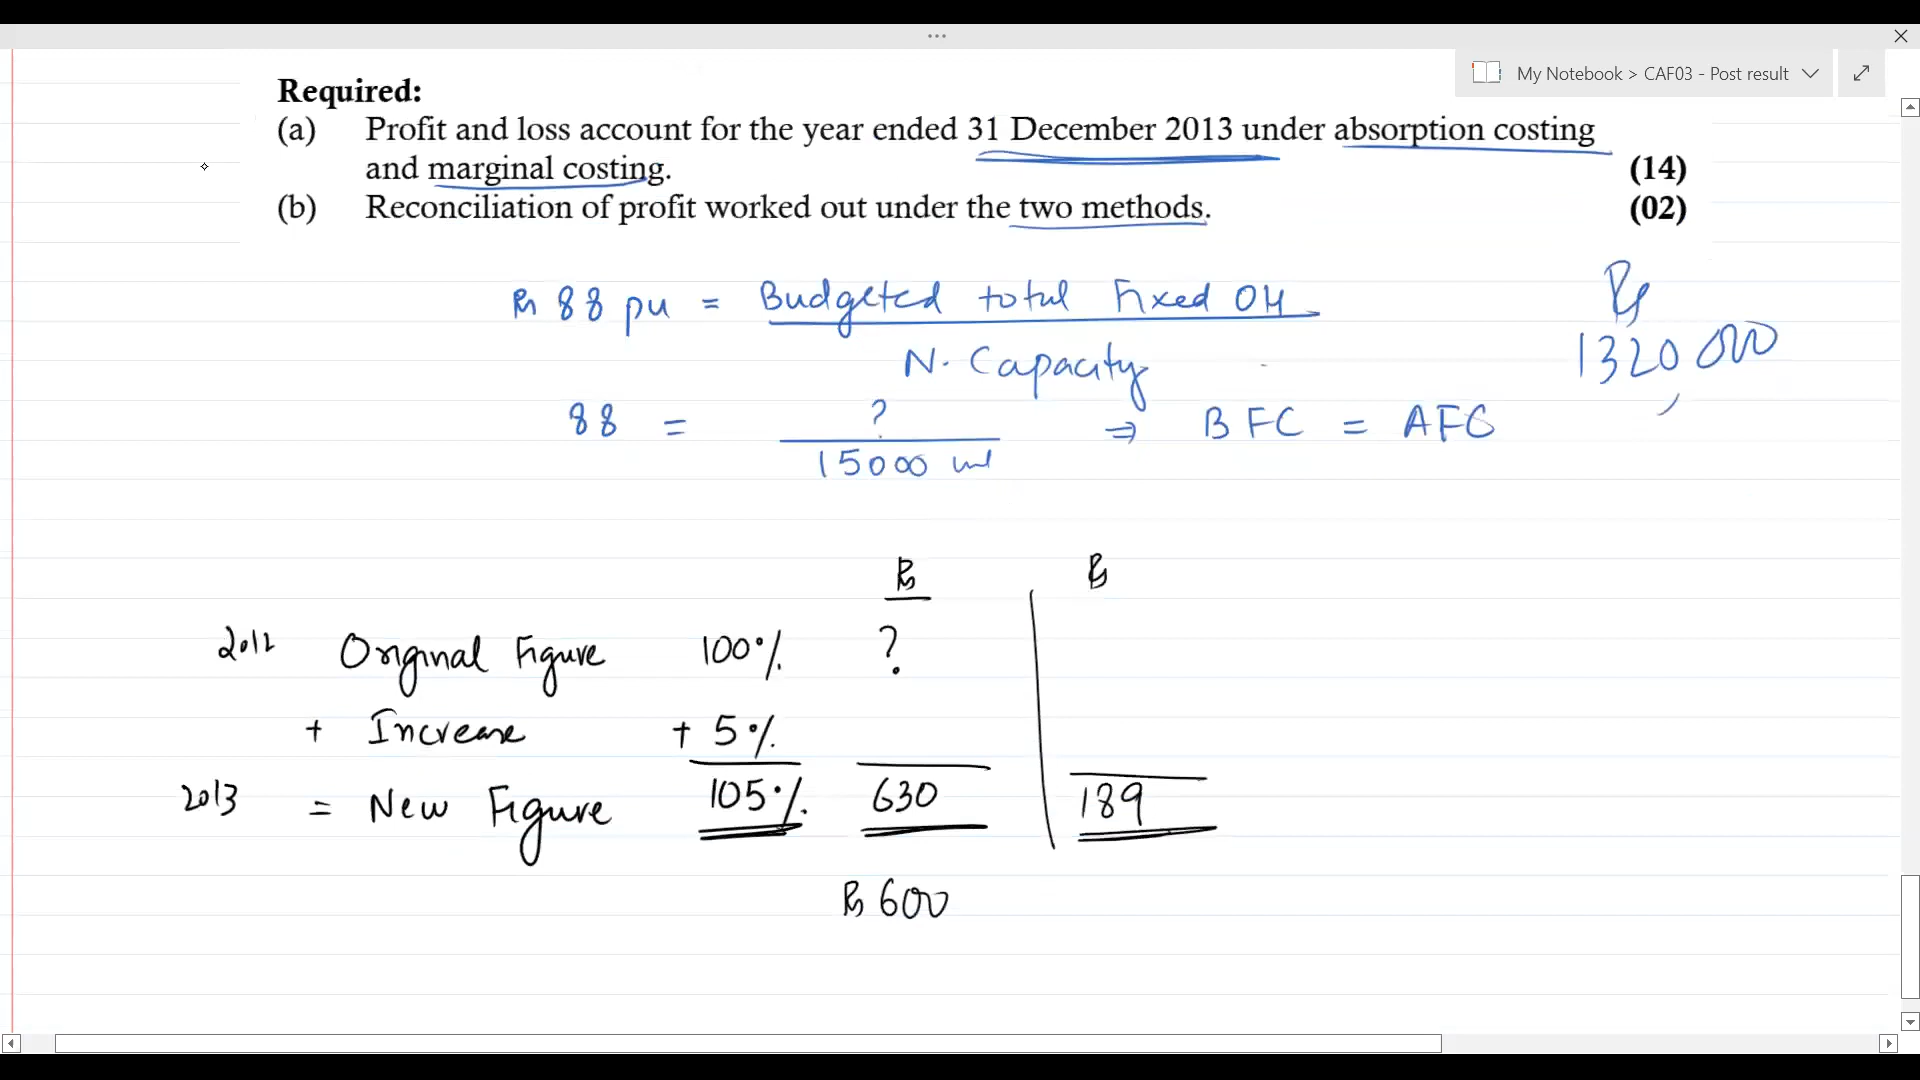 My Notebook > CAF03 - Post result
Required:
(a) Profit and loss account for the year ended 31 December 2013 under absorption costing
and marginal costing. (14)
(b) Reconciliation of profit worked out under the two methods. (02)
Rs 88 pu = Budgeted total Fixed OH
N. Capacity
Rs
1320,000
88 = ?
15000 unt
⇒ BFC = AFC
Rs Rs
2012 Original Figure 100% ?
+ Increase + 5%
2013 = New Figure 105% 630 189
Rs 600